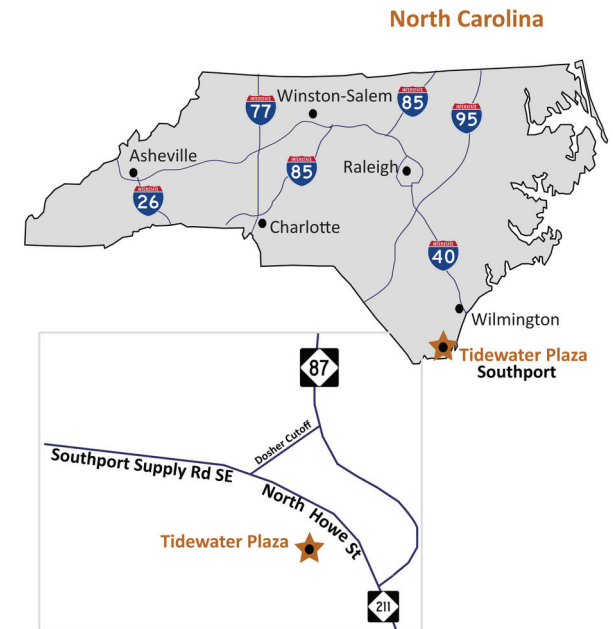 North Carolina
INTERSTATE
77
Winston-Salem
INTERSTATE
85
INTERSTATE
95
Asheville
INTERSTATE
85
Raleigh
INTERSTATE
26
Charlotte
INTERSTATE
40
Wilmington
Tidewater Plaza
Southport
87
Dosher Cutoff
Southport Supply Rd SE
North Howe St
Tidewater Plaza
211